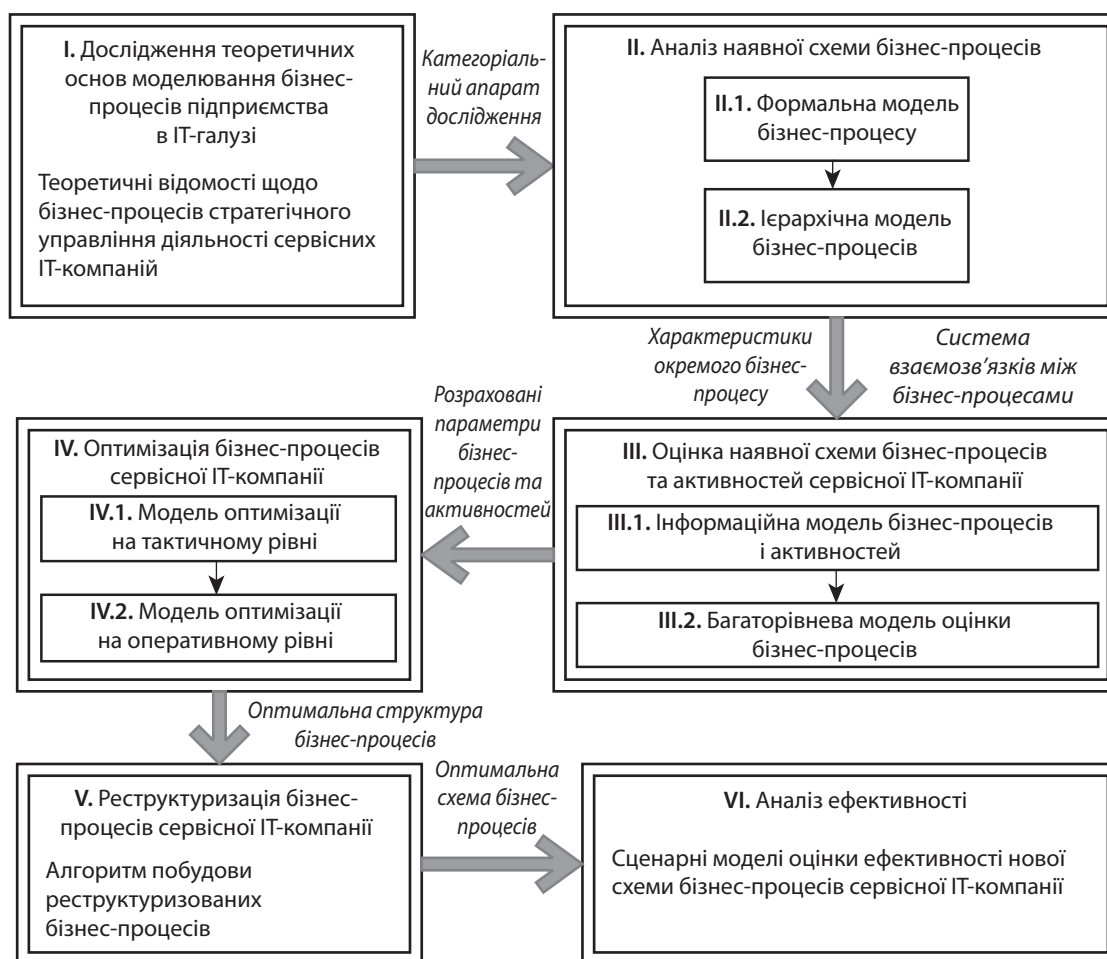 I. Дослідження теоретичних
основ моделювання бізнес-
процесів підприємства
в ІТ-галузі
Теоретичні відомості щодо
бізнес-процесів стратегічного
управління діяльності сервісних
ІТ-компаній
Категоріаль-
ний апарат
дослідження
II. Аналіз наявної схеми бізнес-процесів
II.1. Формальна модель
бізнес-процесу
II.2. Ієрархічна модель
бізнес-процесів
Характеристики
окремого бізнес-
процесу
Система
взаємозв'язків між
бізнес-процесами
III. Оцінка наявної схеми бізнес-процесів
та активностей сервісної ІТ-компанії
III.1. Інформаційна модель бізнес-процесів
і активностей
III.2. Багаторівнева модель оцінки
бізнес-процесів
Розраховані
параметри
бізнес-
процесів та
активностей
IV. Оптимізація бізнес-процесів
сервісної ІТ-компанії
IV.1. Модель оптимізації
на тактичному рівні
IV.2. Модель оптимізації
на оперативному рівні
Оптимальна структура
бізнес-процесів
V. Реструктуризація бізнес-
процесів сервісної ІТ-компанії
Алгоритм побудови
реструктуризованих
бізнес-процесів
Оптимальна
схема бізнес-
процесів
VI. Аналіз ефективності
Сценарні моделі оцінки ефективності нової
схеми бізнес-процесів сервісної ІТ-компанії